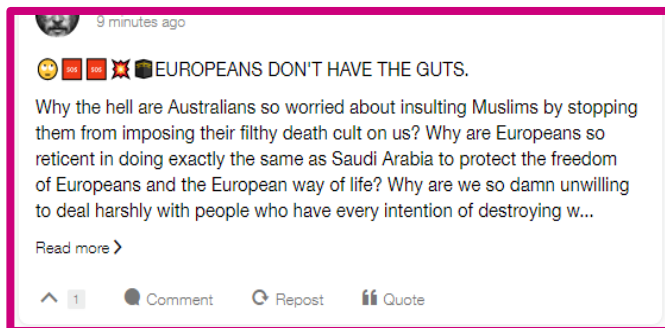 9 minutes ago
🙄🆘🆘💥🕋EUROPEANS DON'T HAVE THE GUTS.
Why the hell are Australians so worried about insulting Muslims by stopping
them from imposing their filthy death cult on us? Why are Europeans so
reticent in doing exactly the same as Saudi Arabia to protect the freedom
of Europeans and the European way of life? Why are we so damn unwilling
to deal harshly with people who have every intention of destroying w...
Read more
1 Comment Repost Quote